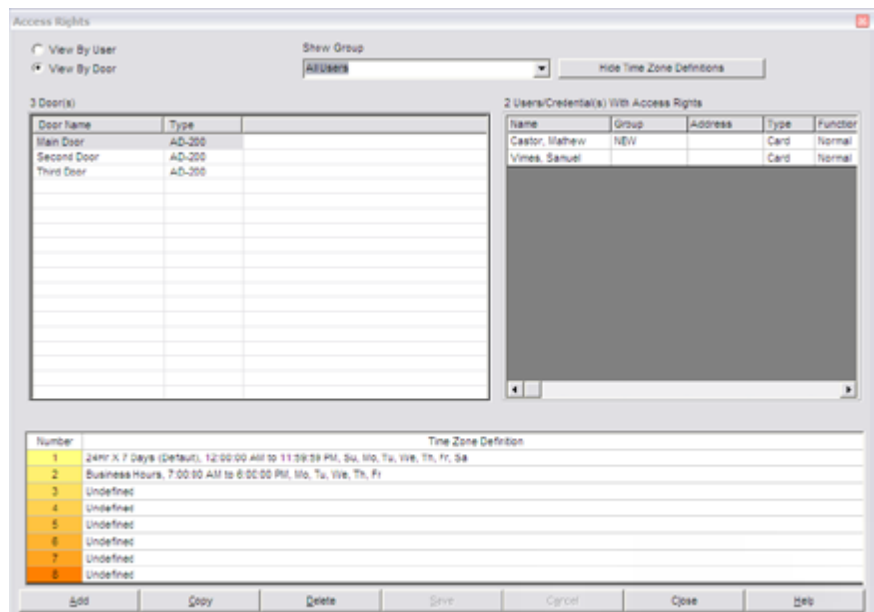 Access Rights
View By User
View By Door
Show Group
All Users
Hide Time Zone Definitions
3 Door(s)
Door Name Type
Main Door AD-200
Second Door AD-200
Third Door AD-200
2 Users/Credential(s) With Access Rights
Name Group Address Type Function
Castor, Mathew NEW Card Normal
Vimes, Samuel Card Normal
Number Time Zone Definition
1 24Hr X 7 Days (Default), 12:00:00 AM to 11:59:59 PM, Su, Mo, Tu, We, Th, Fr, Sa
2 Business Hours, 7:00:00 AM to 6:00:00 PM, Mo, Tu, We, Th, Fr
3 Undefined
4 Undefined
5 Undefined
6 Undefined
7 Undefined
8 Undefined
Add Copy Delete Save Cancel Close Help